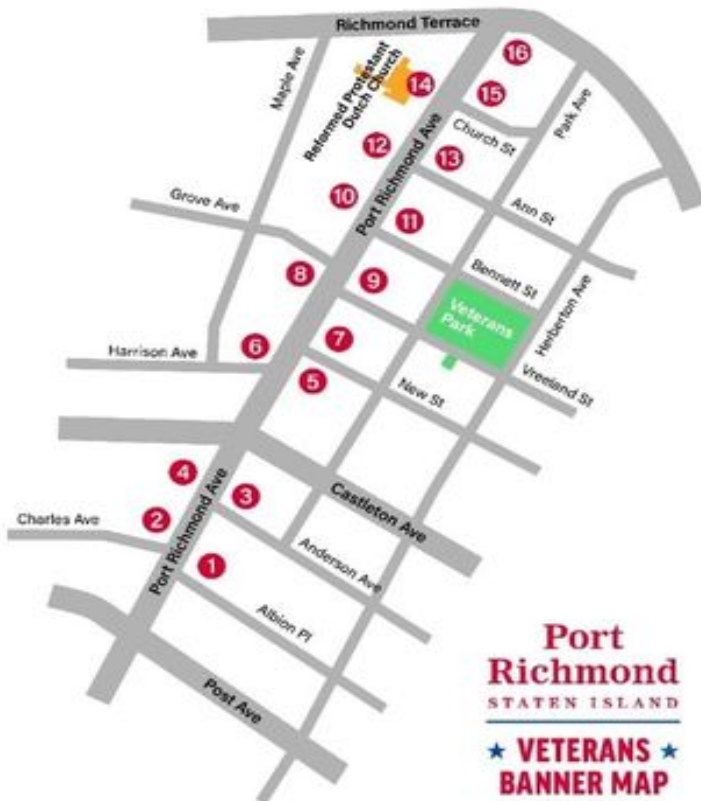 Richmond Terrace
16
Maple Ave
Reformed Protestant
Dutch Church
14
15
Park Ave
Church St
12
13
Port Richmond Ave
10
Grove Ave
11
Ann St
Bennett St
8
9
Veterans
Park
Herberton Ave
Harrison Ave
6
7
Vreeland St
5
New St
4
3
Castleton Ave
Port Richmond Ave
Charles Ave
2
1
Anderson Ave
Albion Pl
Post Ave
Port
Richmond
STATEN ISLAND
VETERANS
BANNER MAP